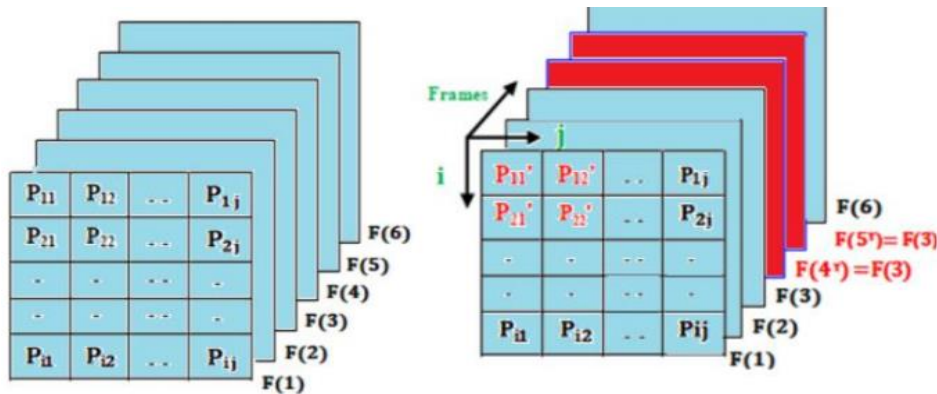 P11 P12 - - P1j
P21 P22 - - P2j
- - - - -
- - - - -
Pi1 Pi2 - - Pij
F(6)
F(5)
F(4)
F(3)
F(2)
F(1)
Frames
j
i
P11' P12' - - P1j
P21' P22' - - P2j
- - - - -
- - - - -
Pi1 Pi2 - - Pij
F(6)
F(5')= F(3)
F(4')=F(3)
F(3)
F(2)
F(1)